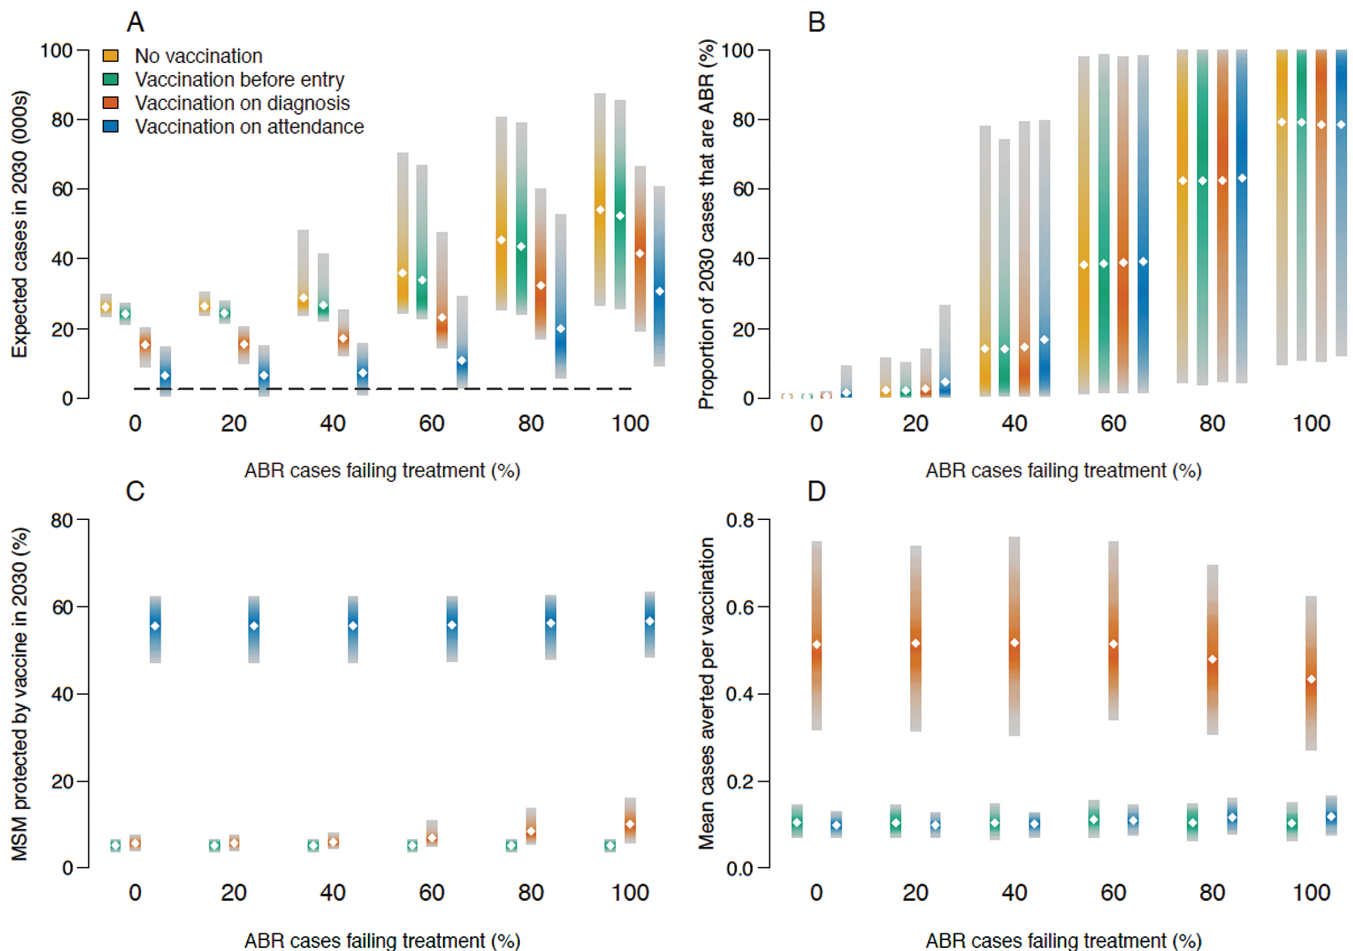 A
Expected cases in 2030 (000s)
100
80
60
40
20
0
No vaccination
Vaccination before entry
Vaccination on diagnosis
Vaccination on attendance
0 20 40 60 80 100
ABR cases failing treatment (%)
B
Proportion of 2030 cases that are ABR (%)
100
80
60
40
20
0
0 20 40 60 80 100
ABR cases failing treatment (%)
C
MSM protected by vaccine in 2030 (%)
80
60
40
20
0
0 20 40 60 80 100
ABR cases failing treatment (%)
D
Mean cases averted per vaccination
0.8
0.6
0.4
0.2
0.0
0 20 40 60 80 100
ABR cases failing treatment (%)